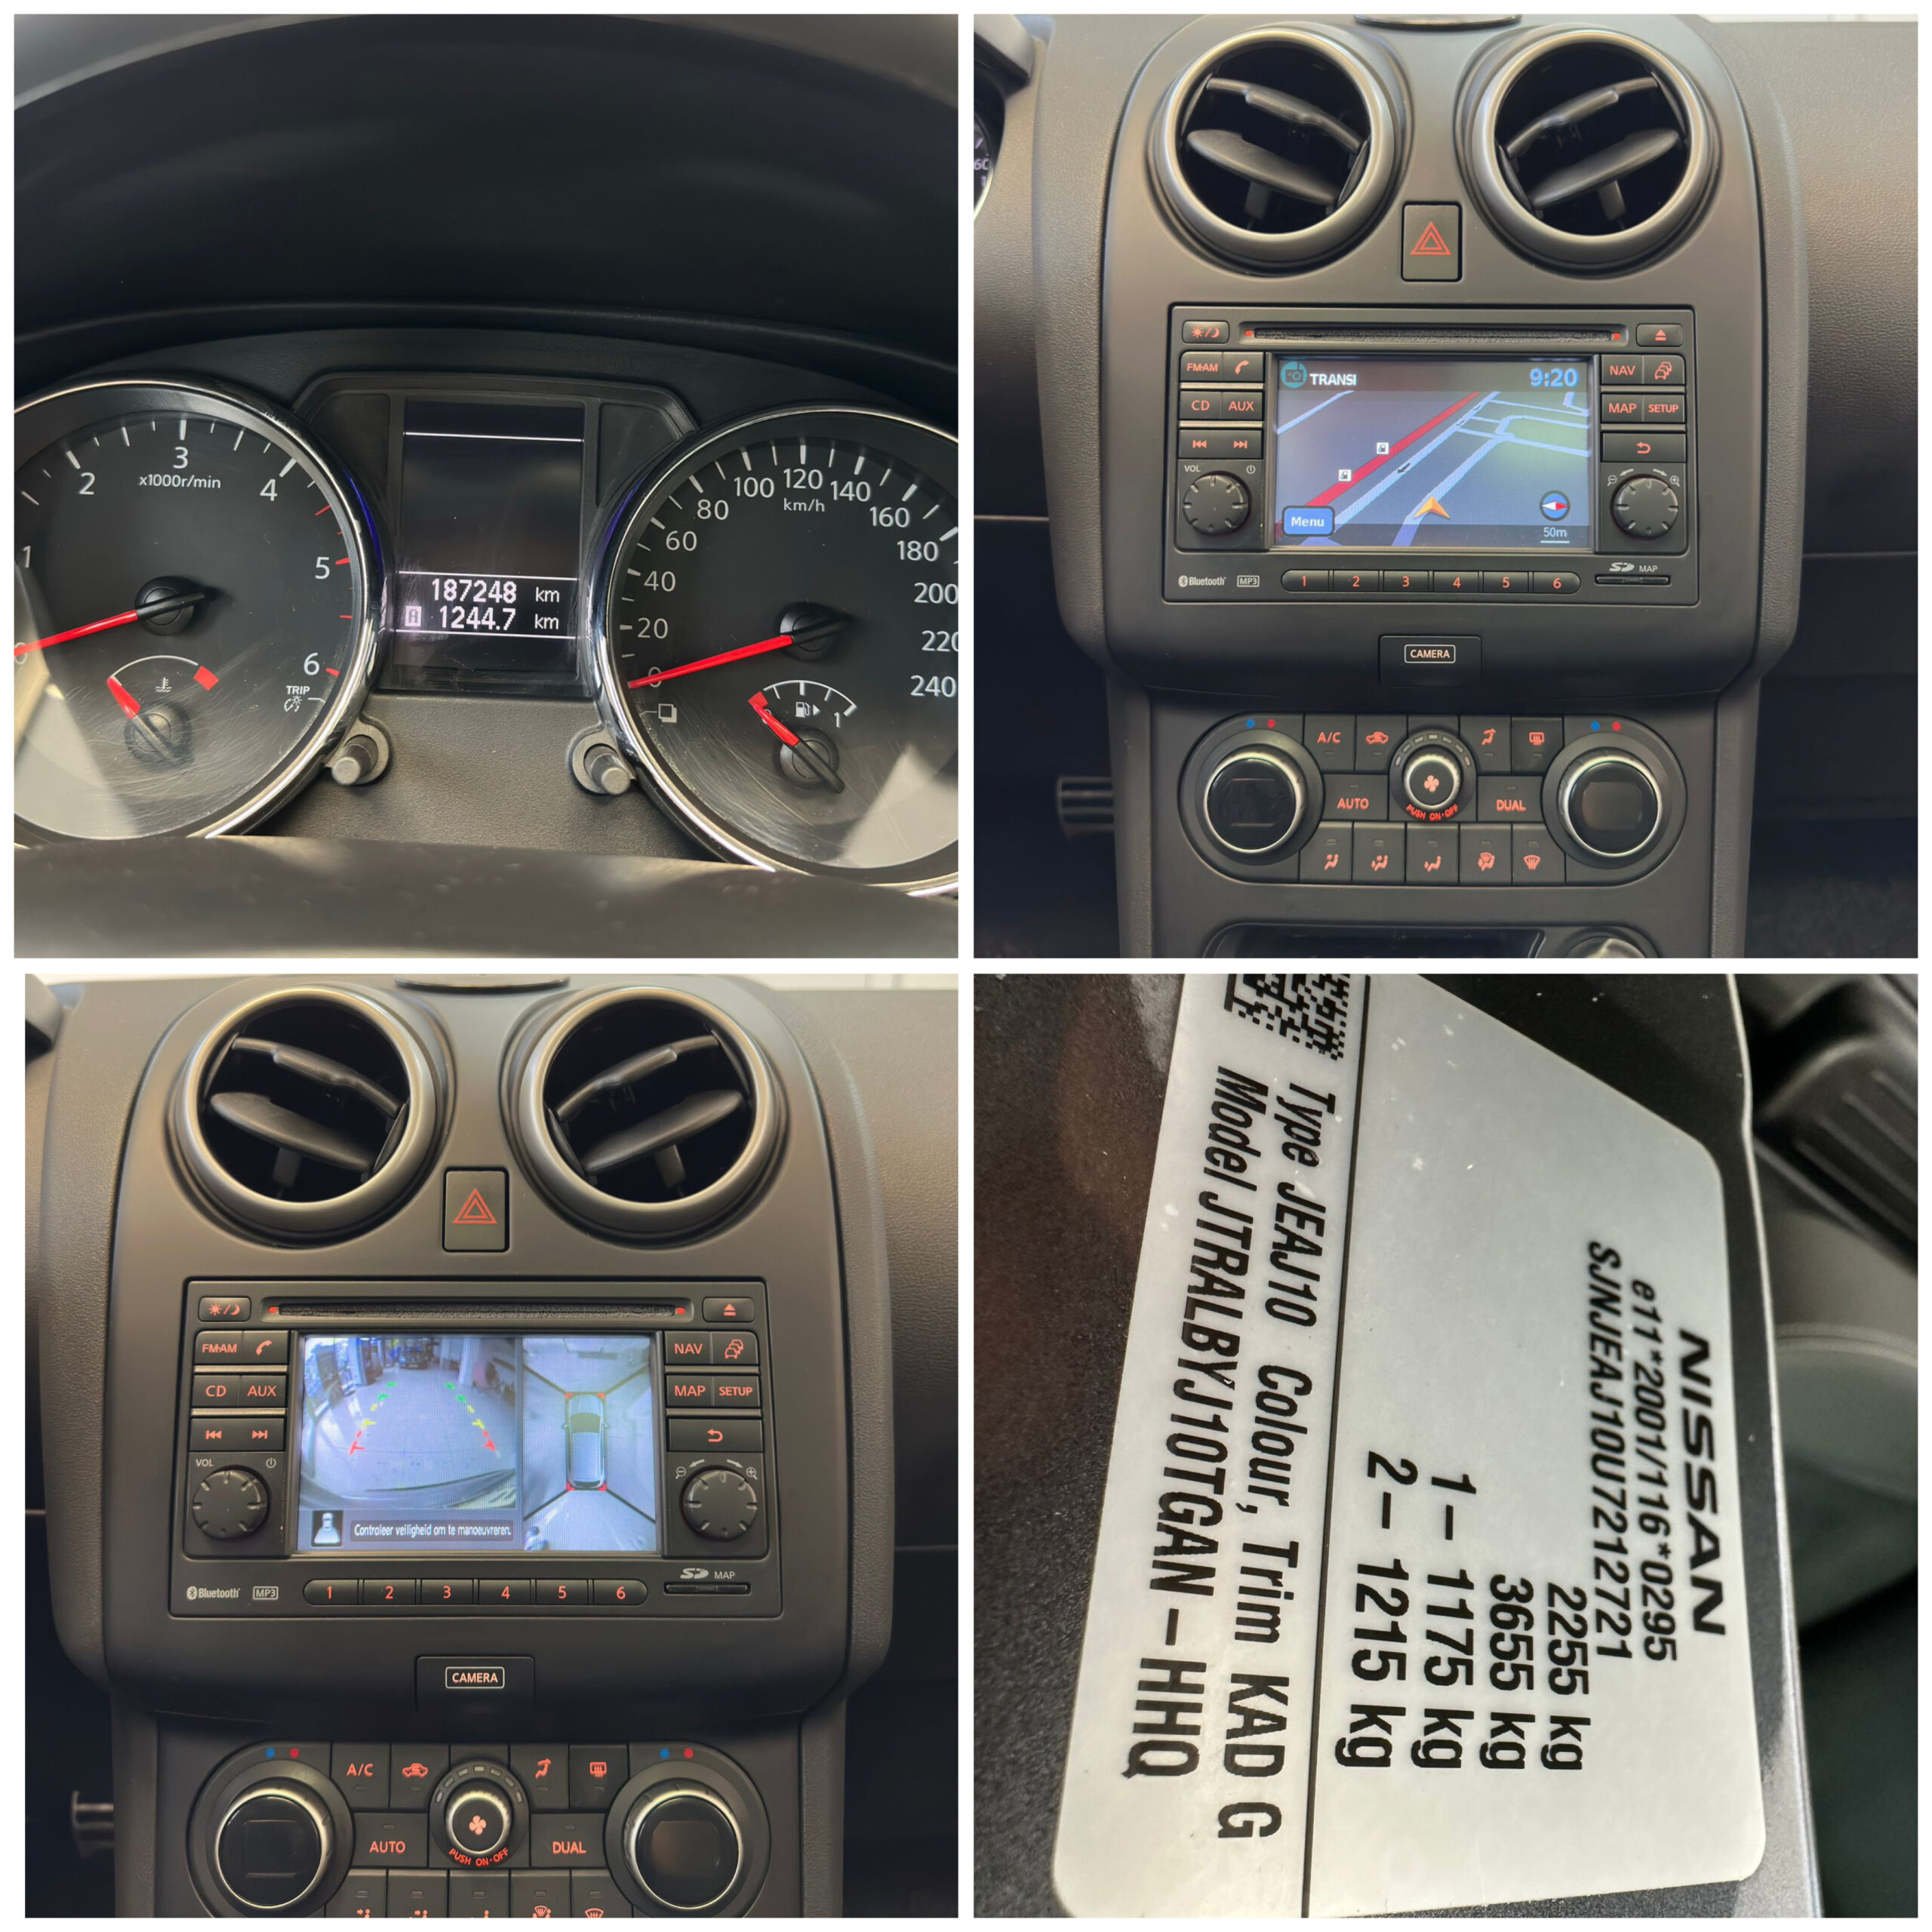 1
2
3
4
5
6
x1000r/min
TRIP
187248 km
1244.7 km
0
20
40
60
80
100
120
140
160
180
200
220
240
km/h
1
FM·AM
CD AUX
VOL
TRANSI
9:20
Menu
50m
NAV
MAP SETUP
Bluetooth MP3
1 2 3 4 5 6
SD MAP
CAMERA
A/C
AUTO
PUSH ON·OFF
DUAL
FM·AM
CD AUX
VOL
Controleer veiligheid om te manoeuvreren.
NAV
MAP SETUP
Bluetooth MP3
1 2 3 4 5 6
SD MAP
CAMERA
A/C
AUTO
PUSH ON·OFF
DUAL
NISSAN
e11*2001/116*0295
SJNJEAJ10U7212721
2255 kg
3655 kg
1– 1175 kg
2– 1215 kg
Type JEAJ10 Colour, Trim KAD G
Model JTRALBYJ10TGAN–HHQ